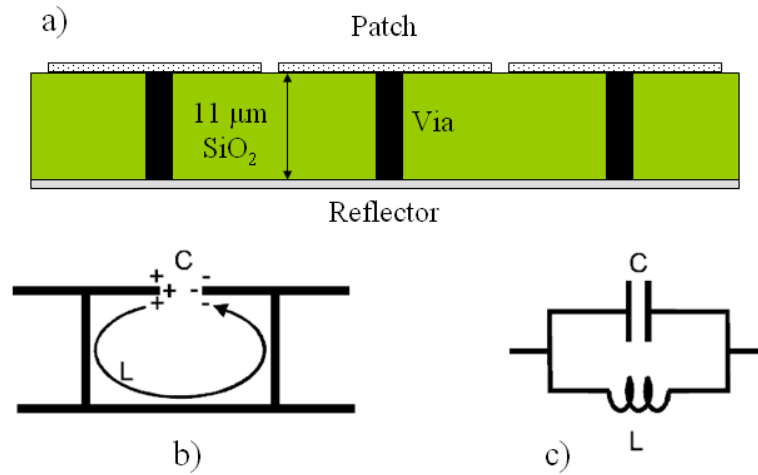 a)
Patch
11 μm
SiO₂
Via
Reflector
C
+ -
+ -
+ -
L
b)
C
L
c)